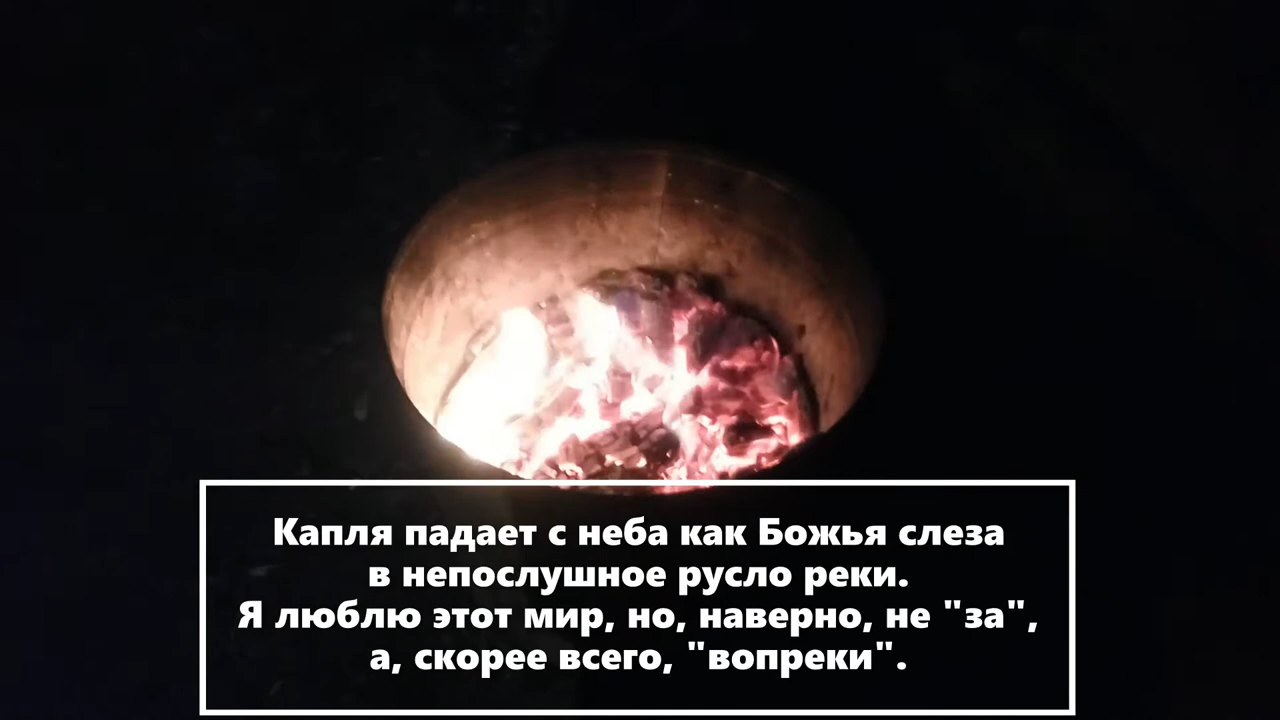 Капля падает с неба как Божья слеза
в непослушное русло реки.
Я люблю этот мир, но, наверно, не "за",
а, скорее всего, "вопреки".